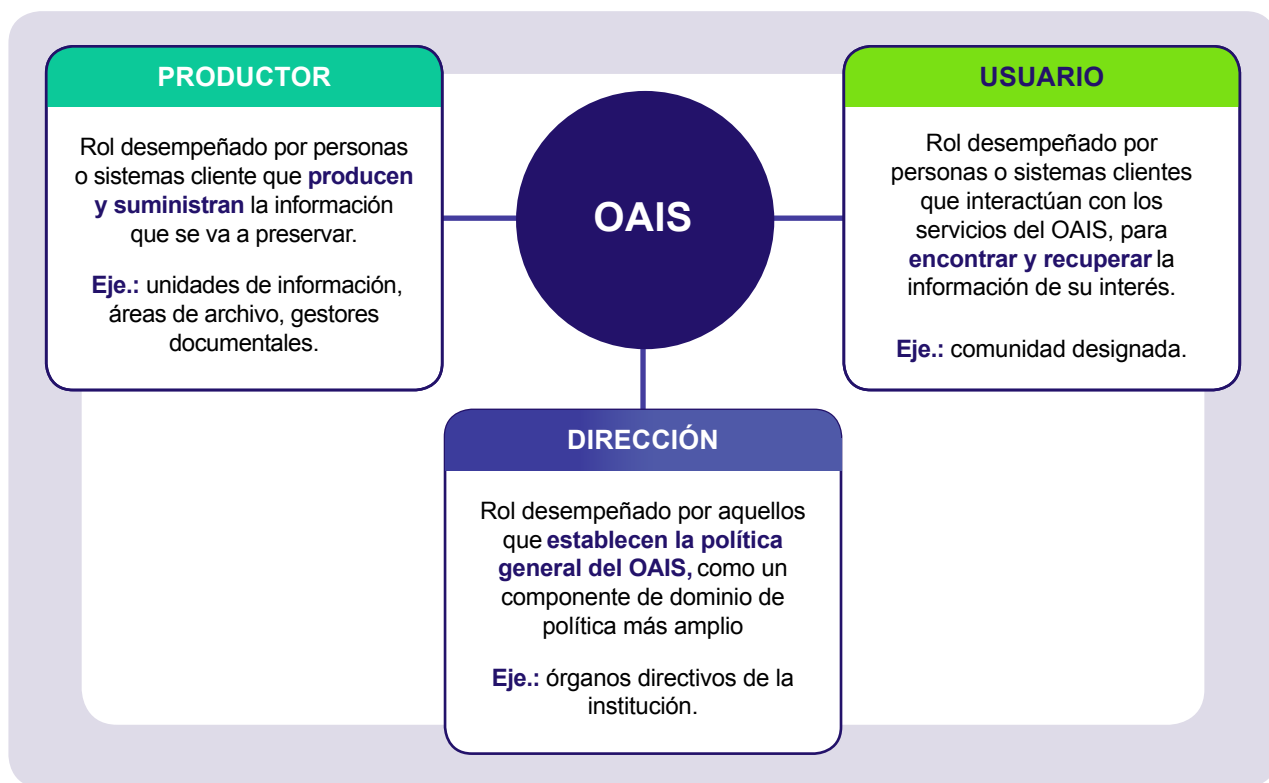 PRODUCTOR
Rol desempeñado por personas
o sistemas cliente que producen
y suministran la información
que se va a preservar.
Eje.: unidades de información,
áreas de archivo, gestores
documentales.
OAIS
USUARIO
Rol desempeñado por
personas o sistemas clientes
que interactúan con los
servicios del OAIS, para
encontrar y recuperar la
información de su interés.
Eje.: comunidad designada.
DIRECCIÓN
Rol desempeñado por aquellos
que establecen la política
general del OAIS, como un
componente de dominio de
política más amplio
Eje.: órganos directivos de la
institución.